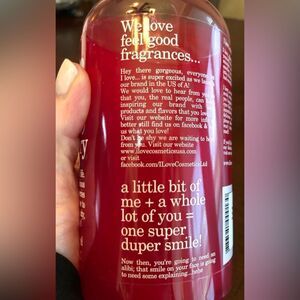 We love
feel good
fragrances...
Hey there gorgeous, everyone
I love... is super excited as we
our brand in the US of A!
We would love to hear from you
that you, the real people, can
inspiring our brand with
products and flavors that you love
Visit our website for more
better still find us on facebook &
us what you love!
Don't be shy we are waiting to hear
from you. Visit our website
www.ilovecosmeticsusa.com
or visit
facebook.com/ILoveCosmeticsLtd
a little bit of
me + a whole
lot of you =
one super
duper smile!
Now then, you're going to need an
alibi; that smile on your face is going
to need some explaining...